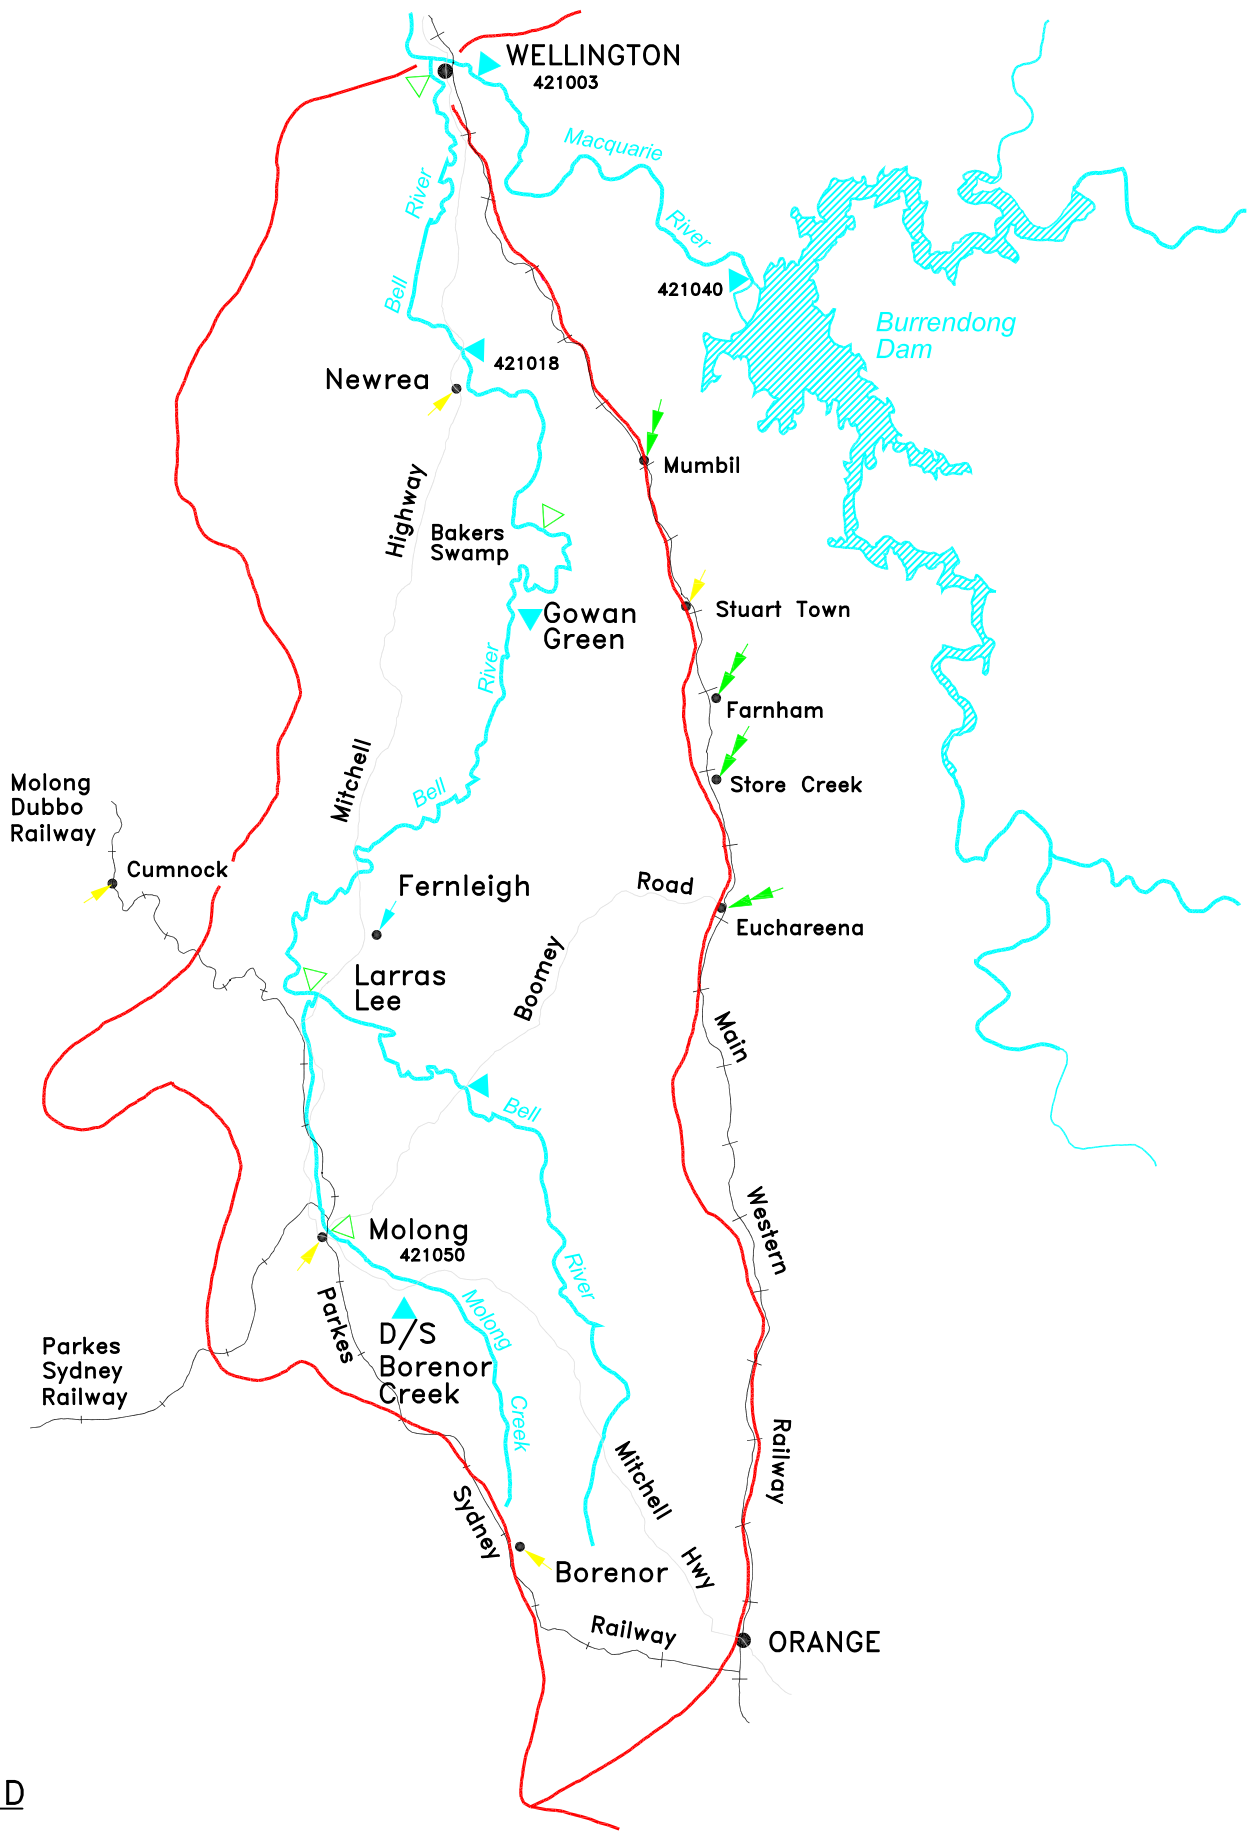 WELLINGTON
421003
Macquarie
River
River
Bell
421040
Burrendong
Dam
421018
Newrea
Mumbil
Highway
Bakers
Swamp
Stuart Town
Gowan
Green
River
Farnham
Mitchell
Store Creek
Bell
Molong
Dubbo
Railway
Cumnock
Fernleigh
Road
Euchareena
Boomey
Larras
Lee
Main
Bell
Western
Molong
421050
River
Parkes
Molong
D/S
Borenor
Creek
Parkes
Sydney
Railway
Creek
Railway
Mitchell
Sydney
Hwy
Borenor
Railway
ORANGE
D